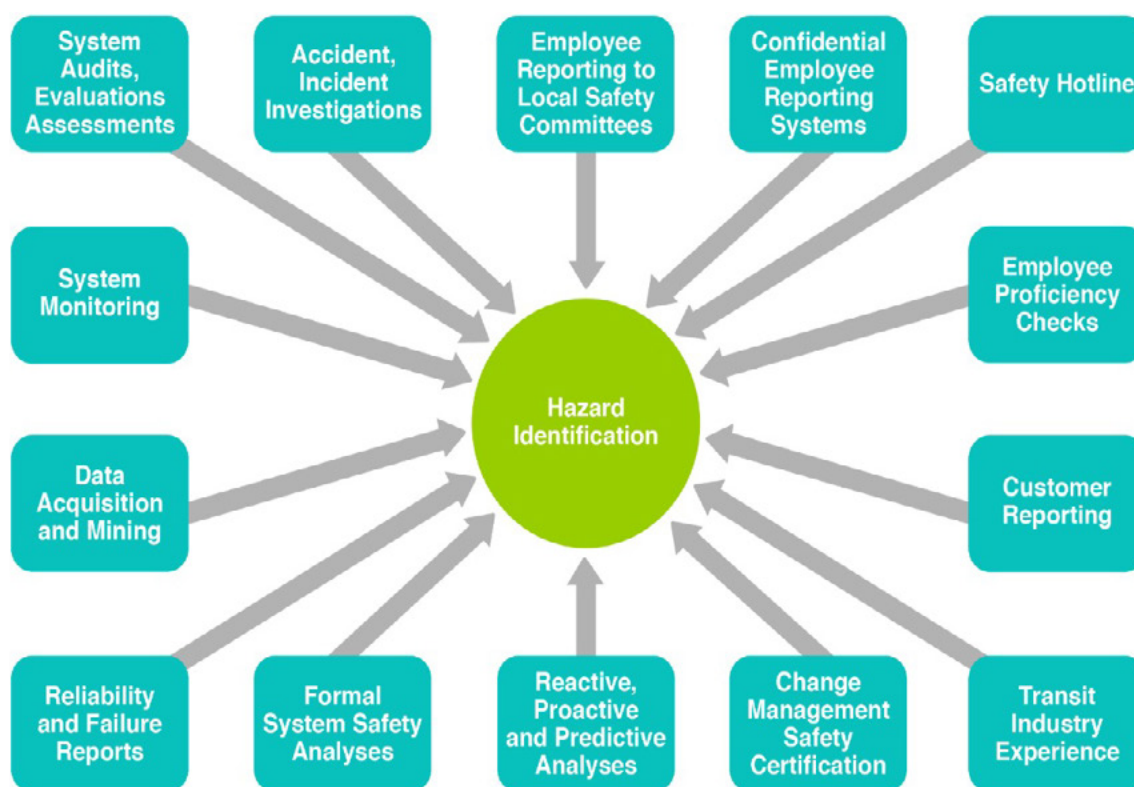 System
Audits,
Evaluations
Assessments
Accident,
Incident
Investigations
Employee
Reporting to
Local Safety
Committees
Confidential
Employee
Reporting
Systems
Safety Hotline
System
Monitoring
Employee
Proficiency
Checks
Hazard
Identification
Data
Acquisition
and Mining
Customer
Reporting
Reliability
and Failure
Reports
Formal
System Safety
Analyses
Reactive,
Proactive
and Predictive
Analyses
Change
Management
Safety
Certification
Transit
Industry
Experience